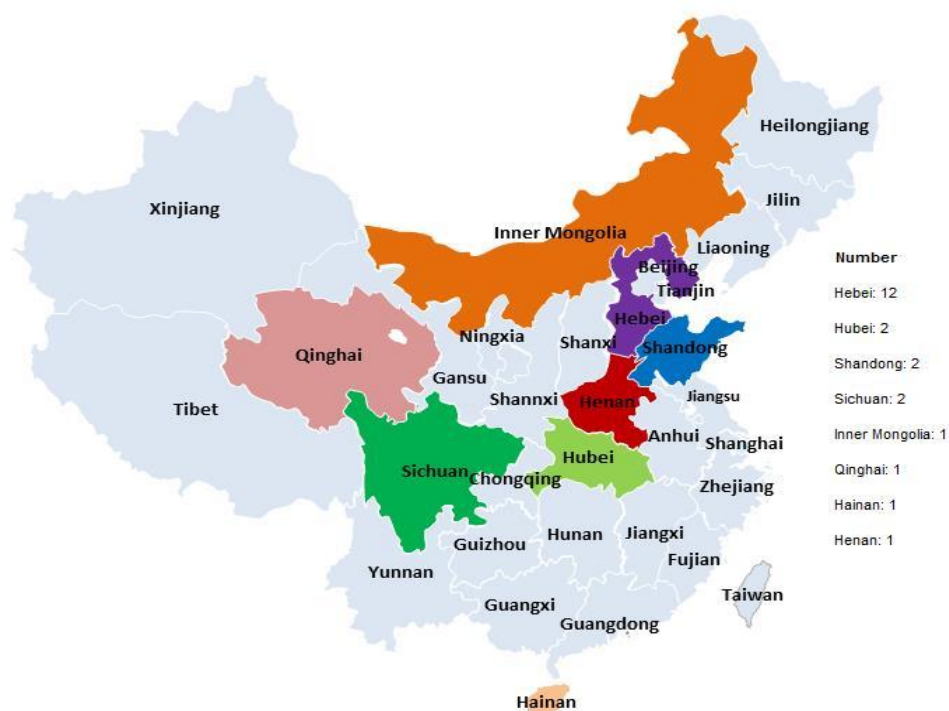 Heilongjiang
Jilin
Xinjiang
Inner Mongolia
Liaoning
Beijing
Tianjin
Hebei
Ningxia
Shanxi
Shandong
Qinghai
Gansu
Shannxi
Henan
Jiangsu
Tibet
Anhui
Shanghai
Sichuan
Chongqing
Hubei
Zhejiang
Hunan
Jiangxi
Guizhou
Fujian
Yunnan
Taiwan
Guangxi
Guangdong
Hainan
Number
Hebei: 12
Hubei: 2
Shandong: 2
Sichuan: 2
Inner Mongolia: 1
Qinghai: 1
Hainan: 1
Henan: 1